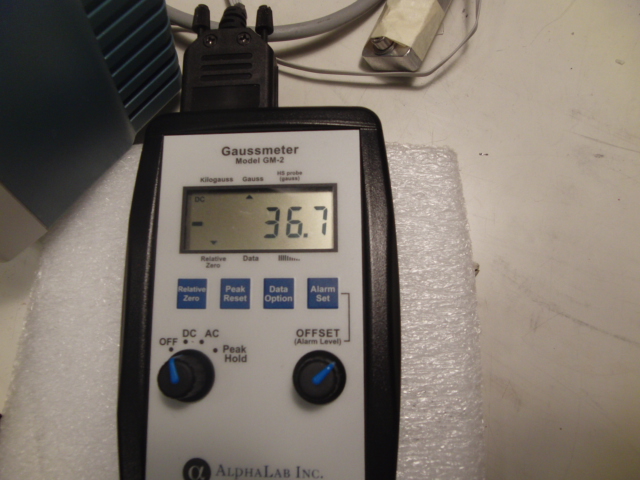 Gaussmeter
Model GM-2
Kilogauss Gauss HS probe
(gauss)
DC
- 36.7
Relative
Zero
Data
Relative
Zero
Peak
Reset
Data
Option
Alarm
Set
OFF DC AC
Peak
Hold
OFFSET
(Alarm Level)
α ALPHALAB INC.